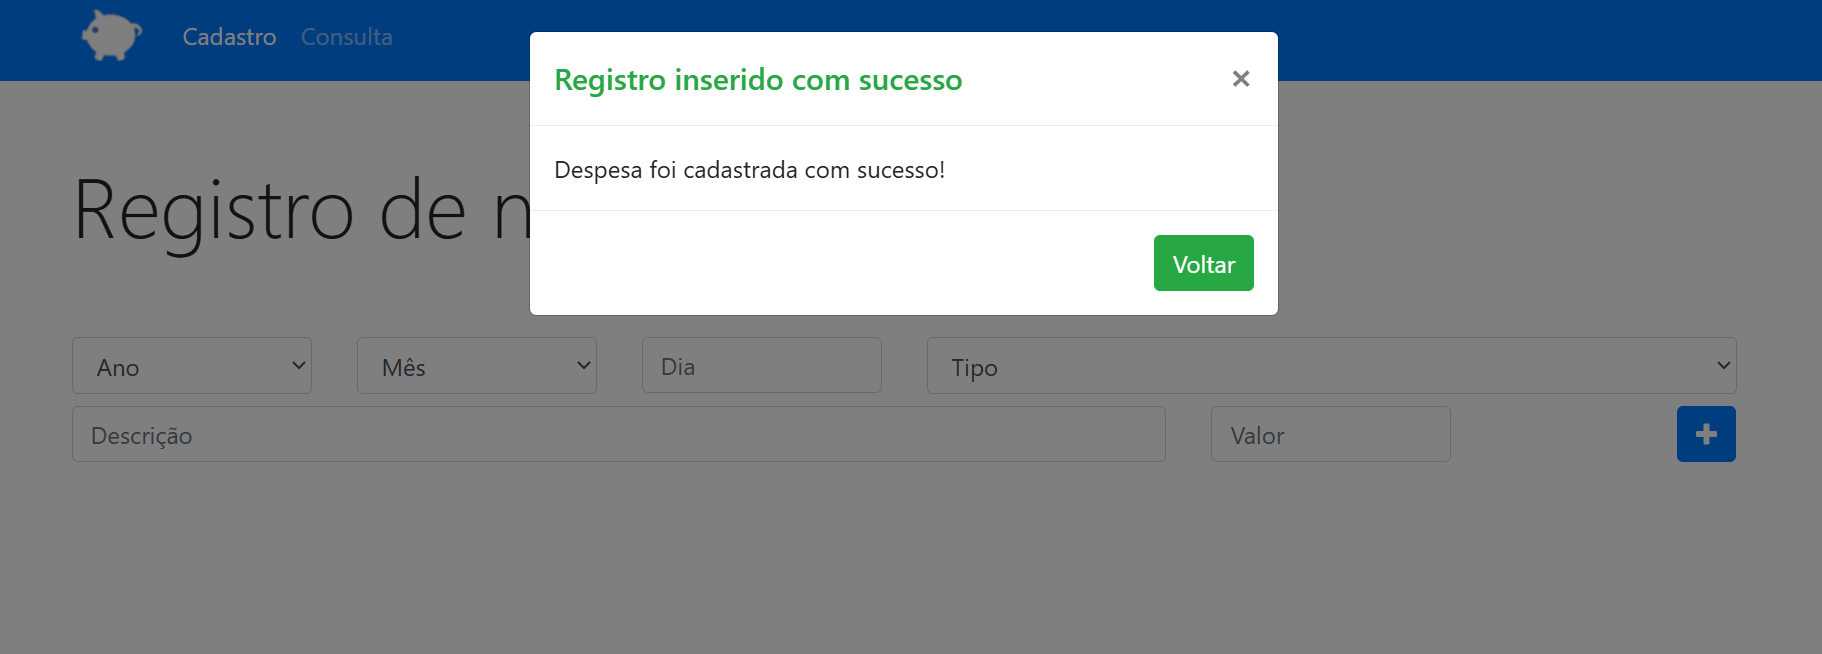 Cadastro Consulta
Registro inserido com sucesso
×
Despesa foi cadastrada com sucesso!
Voltar
Registro de
Ano Mês Dia Tipo
Descrição Valor